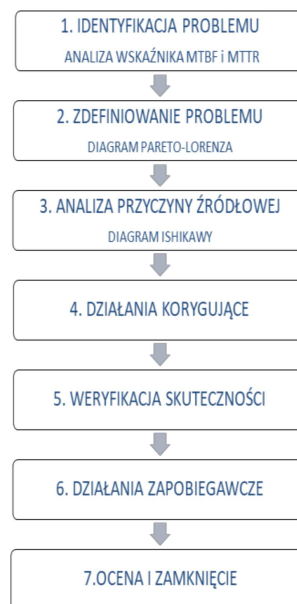 1. IDENTYFIKACJA PROBLEMU
ANALIZA WSKAŹNIKA MTBF i MTTR
2. ZDEFINIOWANIE PROBLEMU
DIAGRAM PARETO-LORENZA
3. ANALIZA PRZYCZYNY ŹRÓDŁOWEJ
DIAGRAM ISHIKAWY
4. DZIAŁANIA KORYGUJĄCE
5. WERYFIKACJA SKUTECZNOŚCI
6. DZIAŁANIA ZAPOBIEGAWCZE
7.OCENA I ZAMKNIĘCIE